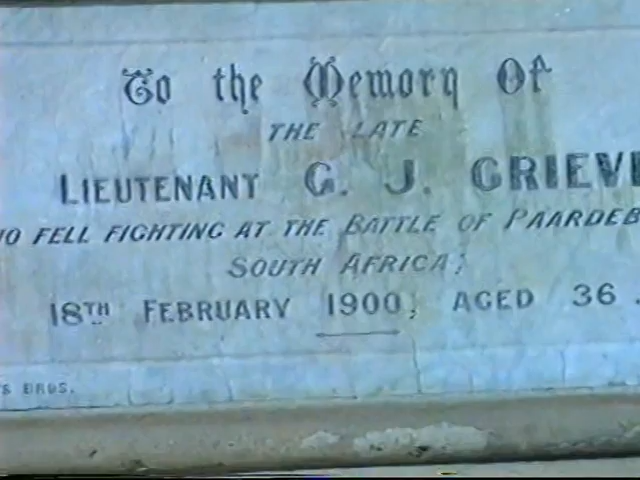 To the Memory Of
THE LATE
LIEUTENANT G. J. GRIEVE
HO FELL FIGHTING AT THE BATTLE OF PAARDEB
SOUTH AFRICA;
18TH FEBRUARY 1900; AGED 36
S BROS.